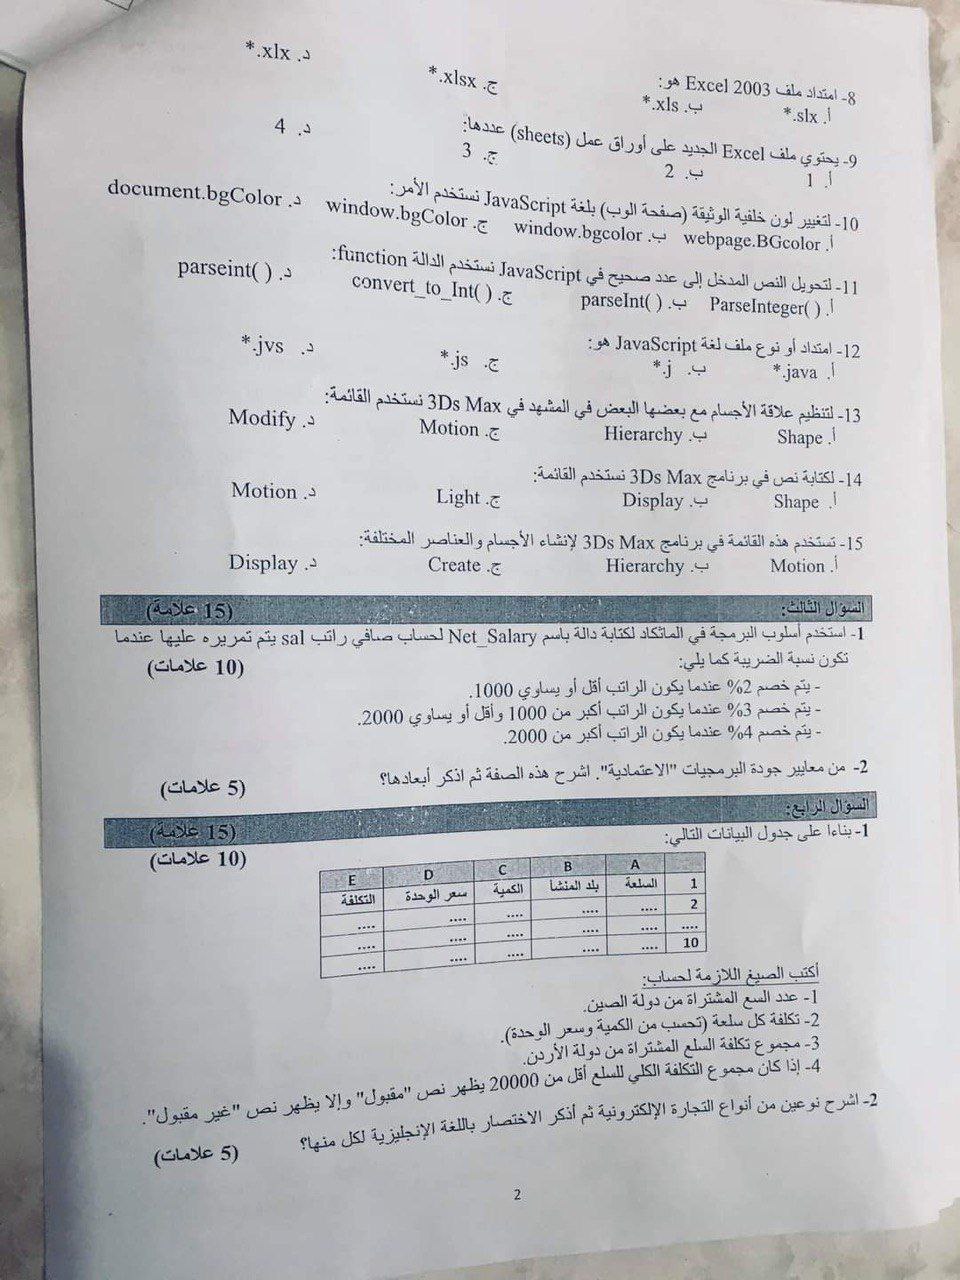 8- امتداد ملف Excel 2003 هو:
أ. slx.* ب. xls.* ج. xlsx.* د. xlx.*
9- يحتوي ملف Excel الجديد على أوراق عمل (sheets) عددها:
أ. 1 ب. 2 ج. 3 د. 4
10- لتغيير لون خلفية الوثيقة (صفحة الوب) بلغة JavaScript نستخدم الأمر:
أ. webpage.BGcolor ب. window.bgcolor ج. window.bgColor د. document.bgColor
11- لتحويل النص المدخل إلى عدد صحيح في JavaScript نستخدم الدالة function:
أ. ParseInteger( ) ب. parseInt( ) ج. convert_to_Int( ) د. parseint( )
12- امتداد أو نوع ملف لغة JavaScript هو:
أ. java.* ب. j.* ج. js.* د. jvs.*
13- لتنظيم علاقة الأجسام مع بعضها البعض في المشهد في 3Ds Max نستخدم القائمة:
أ. Shape ب. Hierarchy ج. Motion د. Modify
14- لكتابة نص في برنامج 3Ds Max نستخدم القائمة:
أ. Shape ب. Display ج. Light د. Motion
15- تستخدم هذه القائمة في برنامج 3Ds Max لإنشاء الأجسام والعناصر المختلفة:
أ. Motion ب. Hierarchy ج. Create د. Display
السؤال الثالث: (15 علامة)
1- استخدم أسلوب البرمجة في الماثكاد لكتابة دالة باسم Net_Salary لحساب صافي راتب sal يتم تمريره عليها عندما
تكون نسبة الضريبة كما يلي: (10 علامات)
- يتم خصم 2% عندما يكون الراتب أقل أو يساوي 1000.
- يتم خصم 3% عندما يكون الراتب أكبر من 1000 وأقل أو يساوي 2000.
- يتم خصم 4% عندما يكون الراتب أكبر من 2000.
2- من معايير جودة البرمجيات "الاعتمادية". اشرح هذه الصفة ثم اذكر أبعادها؟ (5 علامات)
السؤال الرابع: (15 علامة)
1- بناءا على جدول البيانات التالي: (10 علامات)
A B C D E
1 السلعة بلد المنشأ الكمية سعر الوحدة التكلفة
2 .... .... .... .... ....
.... .... .... .... .... ....
10 .... .... .... .... ....
أكتب الصيغ اللازمة لحساب:
1- عدد السع المشتراة من دولة الصين.
2- تكلفة كل سلعة (تحسب من الكمية وسعر الوحدة).
3- مجموع تكلفة السلع المشتراة من دولة الأردن.
4- إذا كان مجموع التكلفة الكلي للسلع أقل من 20000 يظهر نص "مقبول" وإلا يظهر نص "غير مقبول".
2- اشرح نوعين من أنواع التجارة الإلكترونية ثم أذكر الاختصار باللغة الإنجليزية لكل منها؟ (5 علامات)
2